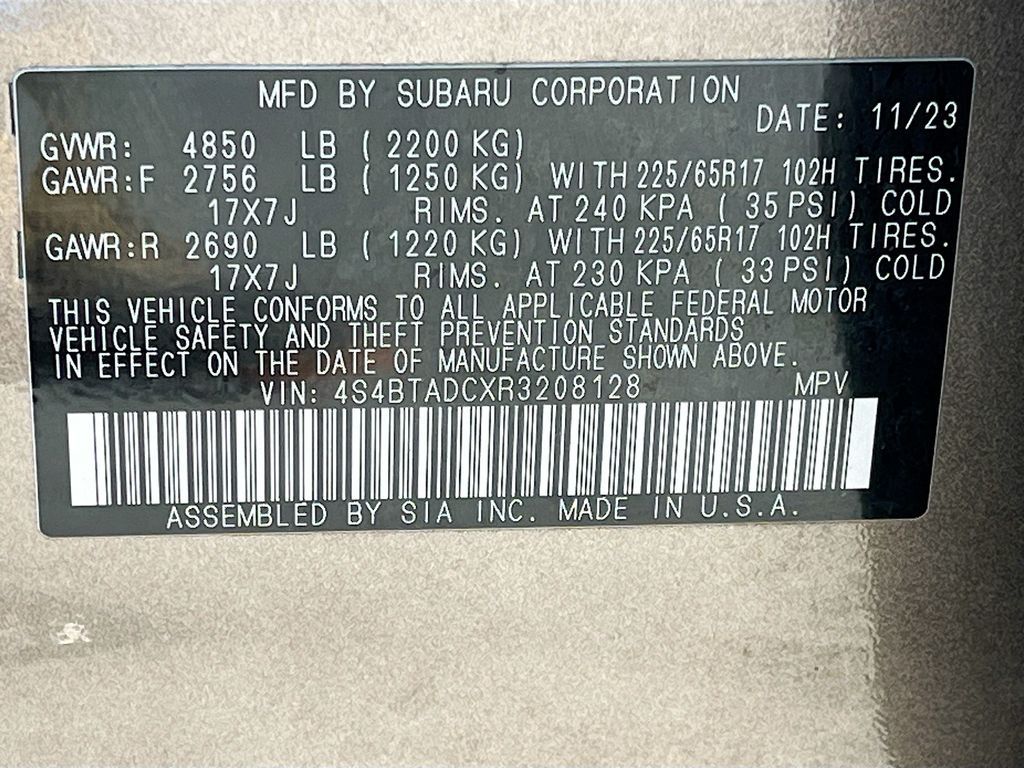 MFD BY SUBARU CORPORATION
DATE: 11/23
GVWR: 4850 LB ( 2200 KG)
GAWR:F 2756 LB ( 1250 KG) WITH 225/65R17 102H TIRES.
17X7J RIMS. AT 240 KPA ( 35 PSI) COLD
GAWR:R 2690 LB ( 1220 KG) WITH 225/65R17 102H TIRES.
17X7J RIMS. AT 230 KPA ( 33 PSI) COLD
THIS VEHICLE CONFORMS TO ALL APPLICABLE FEDERAL MOTOR
VEHICLE SAFETY AND THEFT PREVENTION STANDARDS
IN EFFECT ON THE DATE OF MANUFACTURE SHOWN ABOVE.
VIN: 4S4BTADCXR3208128 MPV
ASSEMBLED BY SIA INC. MADE IN U.S.A.